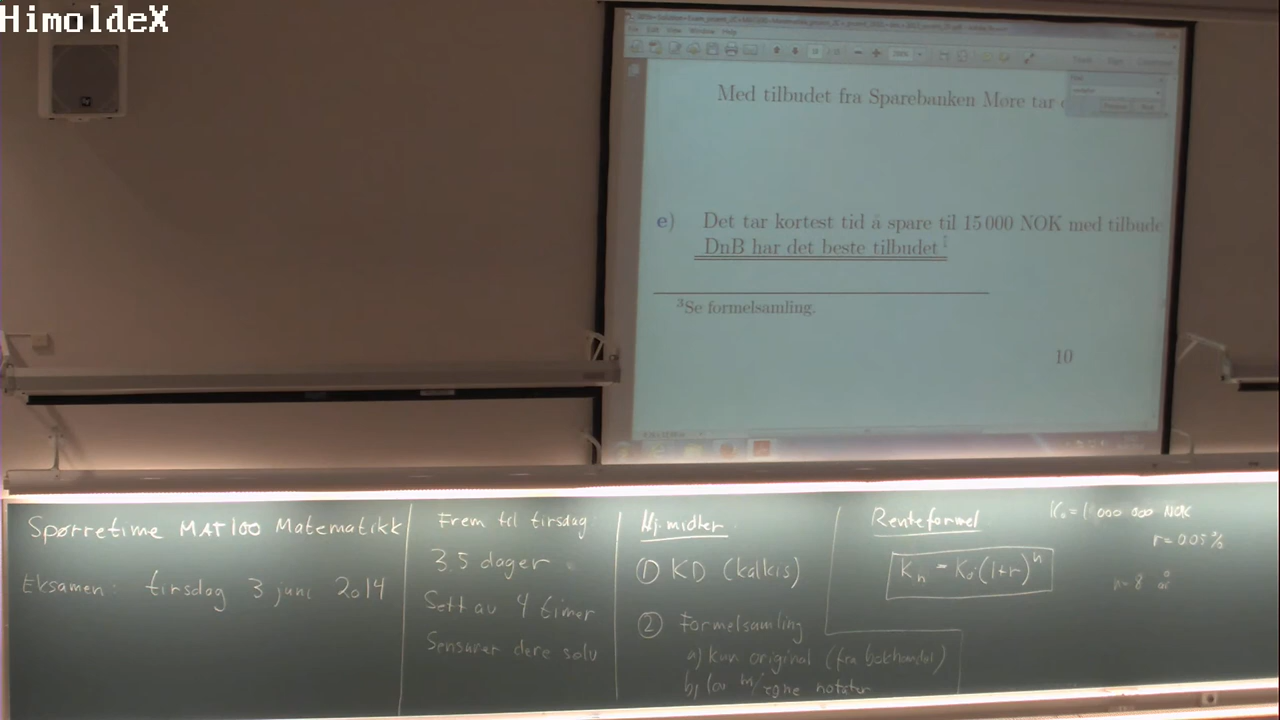 HimoldeX
Med tilbudet fra Sparebanken Møre tar
e) Det tar kortest tid å spare til 15 000 NOK med tilbude
DnB har det beste tilbudet
³Se formelsamling.
10
Spørretime MAT100 Matematikk
Eksamen: tirsdag 3 juni 2014
Frem til tirsdag:
3.5 dager
Sett av 4 timer
Sensurer dere selv
Hj.midler
① KD (kalkis)
② Formelsamling
a) kun original (fra bokhandel)
b) lov m/egne notater
Renteformel
Kn = K₀·(1+r)ⁿ
K₀ = 1 000 000 NOK
r = 0.05%
n = 8 år